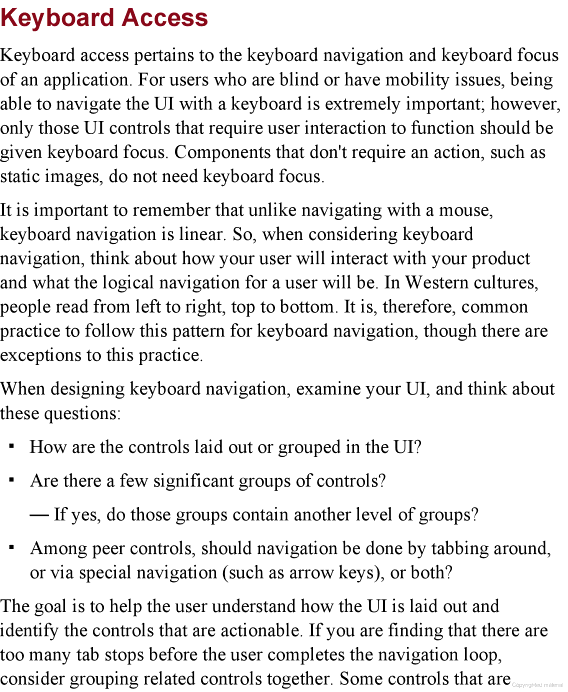 Keyboard Access
Keyboard access pertains to the keyboard navigation and keyboard focus
of an application. For users who are blind or have mobility issues, being
able to navigate the UI with a keyboard is extremely important; however,
only those UI controls that require user interaction to function should be
given keyboard focus. Components that don't require an action, such as
static images, do not need keyboard focus.
It is important to remember that unlike navigating with a mouse,
keyboard navigation is linear. So, when considering keyboard
navigation, think about how your user will interact with your product
and what the logical navigation for a user will be. In Western cultures,
people read from left to right, top to bottom. It is, therefore, common
practice to follow this pattern for keyboard navigation, though there are
exceptions to this practice.
When designing keyboard navigation, examine your UI, and think about
these questions:
▪ How are the controls laid out or grouped in the UI?
▪ Are there a few significant groups of controls?
— If yes, do those groups contain another level of groups?
▪ Among peer controls, should navigation be done by tabbing around,
or via special navigation (such as arrow keys), or both?
The goal is to help the user understand how the UI is laid out and
identify the controls that are actionable. If you are finding that there are
too many tab stops before the user completes the navigation loop,
consider grouping related controls together. Some controls that are
Copyrighted material